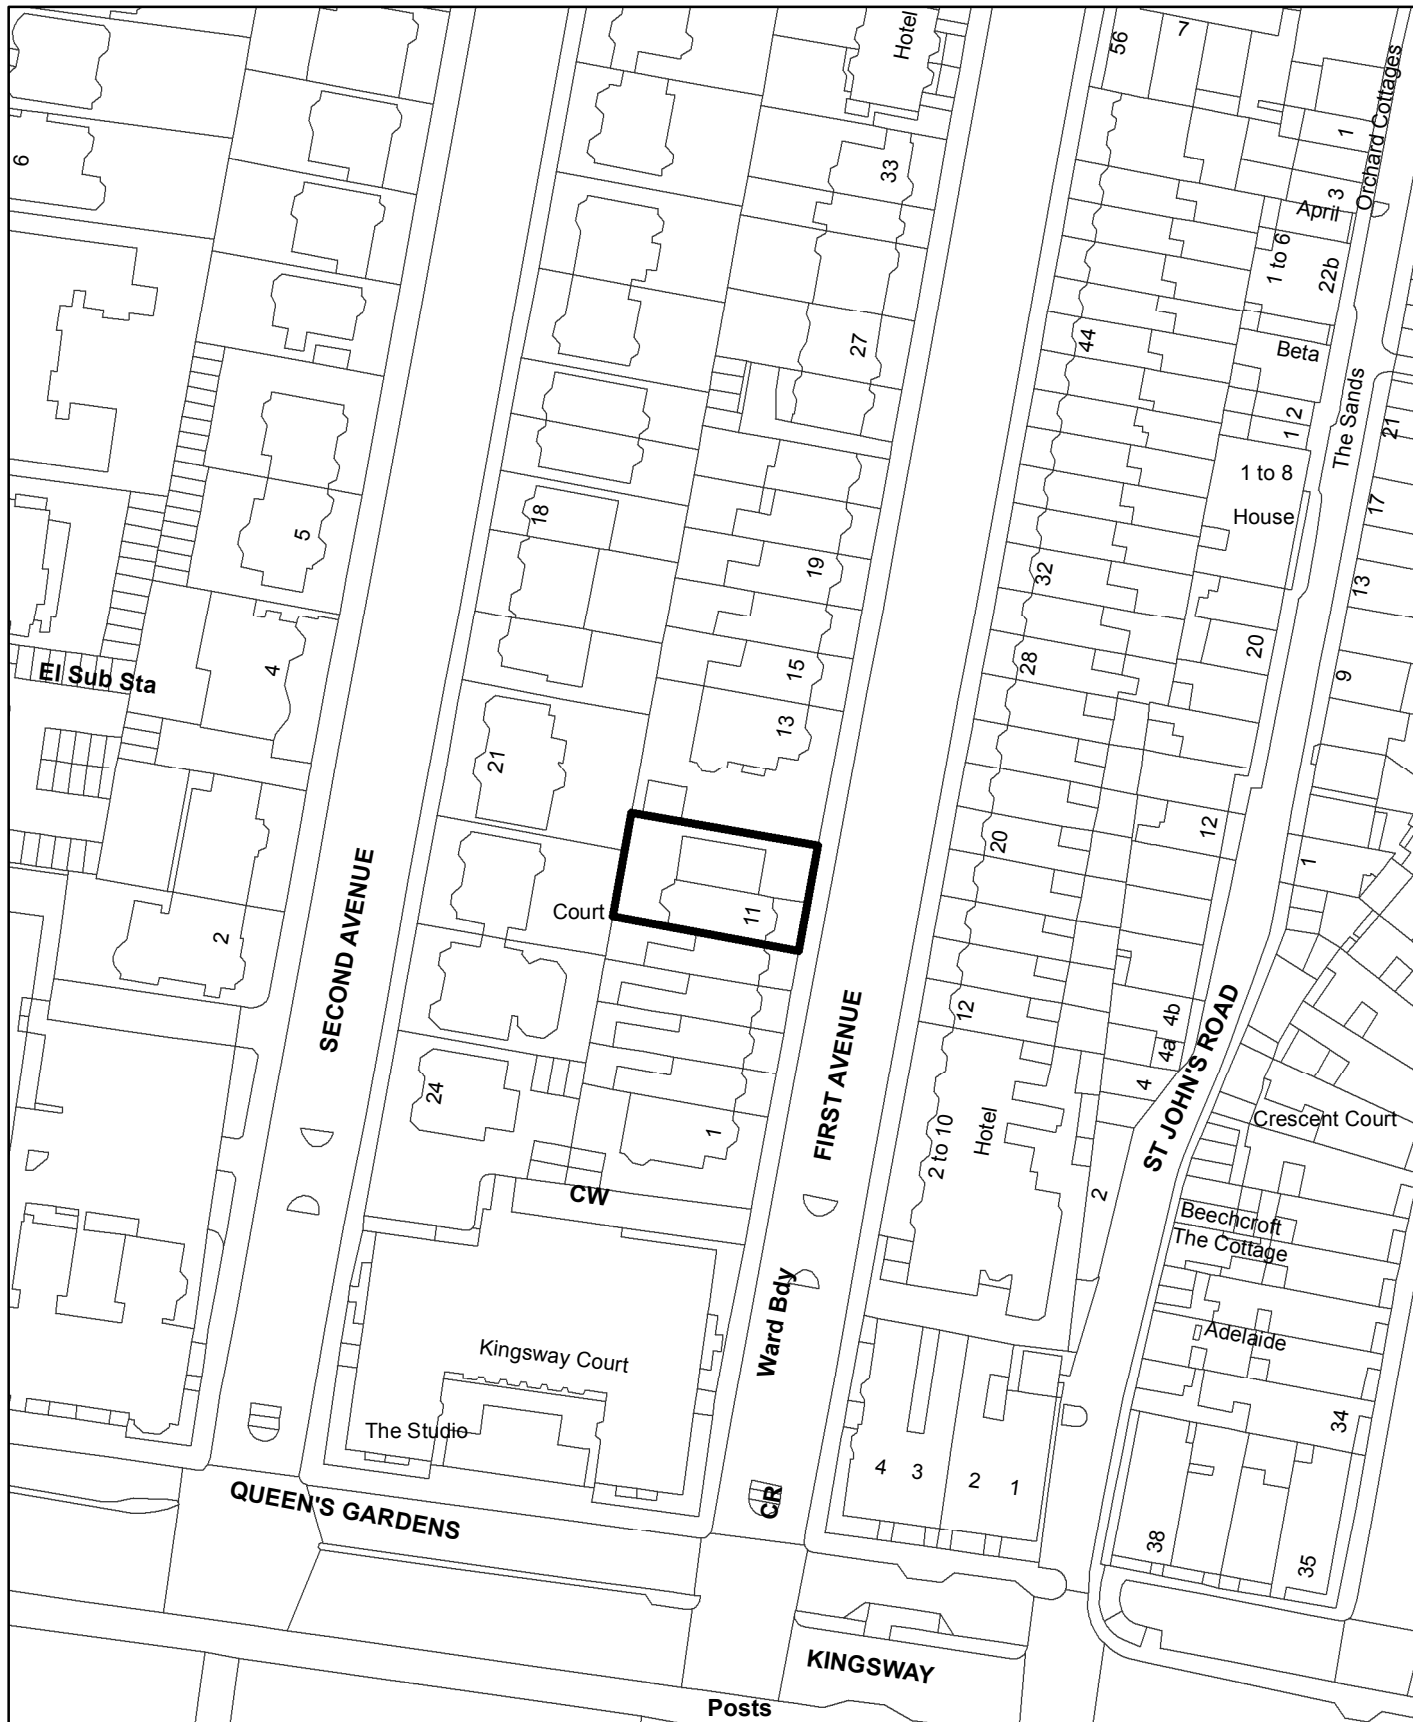 Hotel
56
7
Orchard Cottages
1
3
April
6
33
1 to 6
22b
44
27
Beta
2
1
The Sands
21
1 to 8
House
17
18
5
19
32
13
20
28
15
9
El Sub Sta
4
13
21
20
12
1
SECOND AVENUE
Court
11
2
FIRST AVENUE
12
4b
4a
4
ST JOHN'S ROAD
24
1
2 to 10
Hotel
Crescent Court
CW
2
Beechcroft
The Cottage
Ward Bdy
Adelaide
Kingsway Court
The Studio
34
4
3
2
1
CR
QUEEN'S GARDENS
38
35
KINGSWAY
Posts